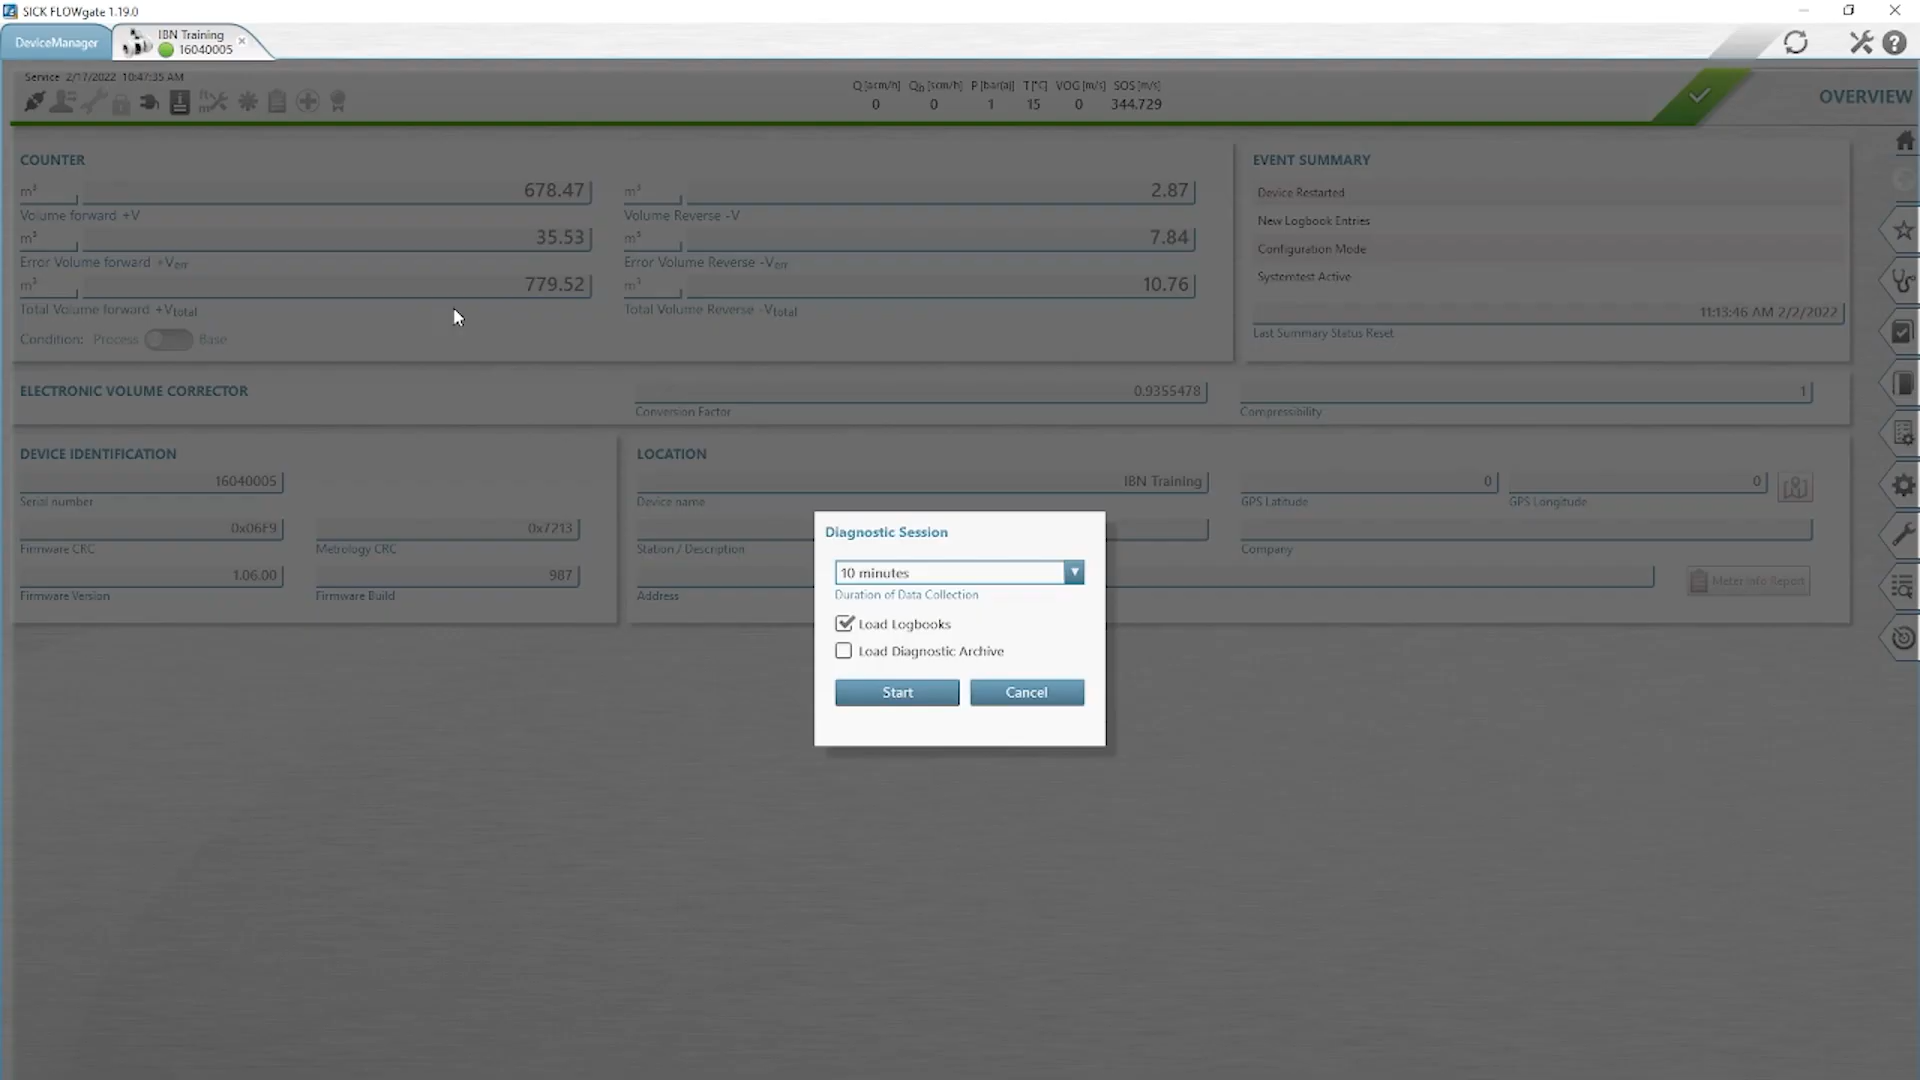 SICK FLOWgate 1.19.0
DeviceManager
IBN Training
16040005
Service 2/17/2022 10:47:35 AM
Q [acm/h] Qb [scm/h] P [bar(a)] T [°C] VOG [m/s] SOS [m/s]
0 0 1 15 0 344.729
OVERVIEW
COUNTER
m³ 678.47
Volume forward +V
m³ 2.87
Volume Reverse -V
m³ 35.53
Error Volume forward +Verr
m³ 7.84
Error Volume Reverse -Verr
m³ 779.52
Total Volume forward +Vtotal
m³ 10.76
Total Volume Reverse -Vtotal
Condition: Process Base
EVENT SUMMARY
Device Restarted
New Logbook Entries
Configuration Mode
Systemtest Active
11:13:46 AM 2/2/2022
Last Summary Status Reset
ELECTRONIC VOLUME CORRECTOR
0.9355478
Conversion Factor
1
Compressibility
DEVICE IDENTIFICATION
16040005
Serial number
0x06F9
Firmware CRC
0x7213
Metrology CRC
1.06.00
Firmware Version
987
Firmware Build
LOCATION
IBN Training
Device name
0
GPS Latitude
0
GPS Longitude
Station / Description
Company
Address
Meter Info Report
Diagnostic Session
10 minutes
Duration of Data Collection
Load Logbooks
Load Diagnostic Archive
Start
Cancel